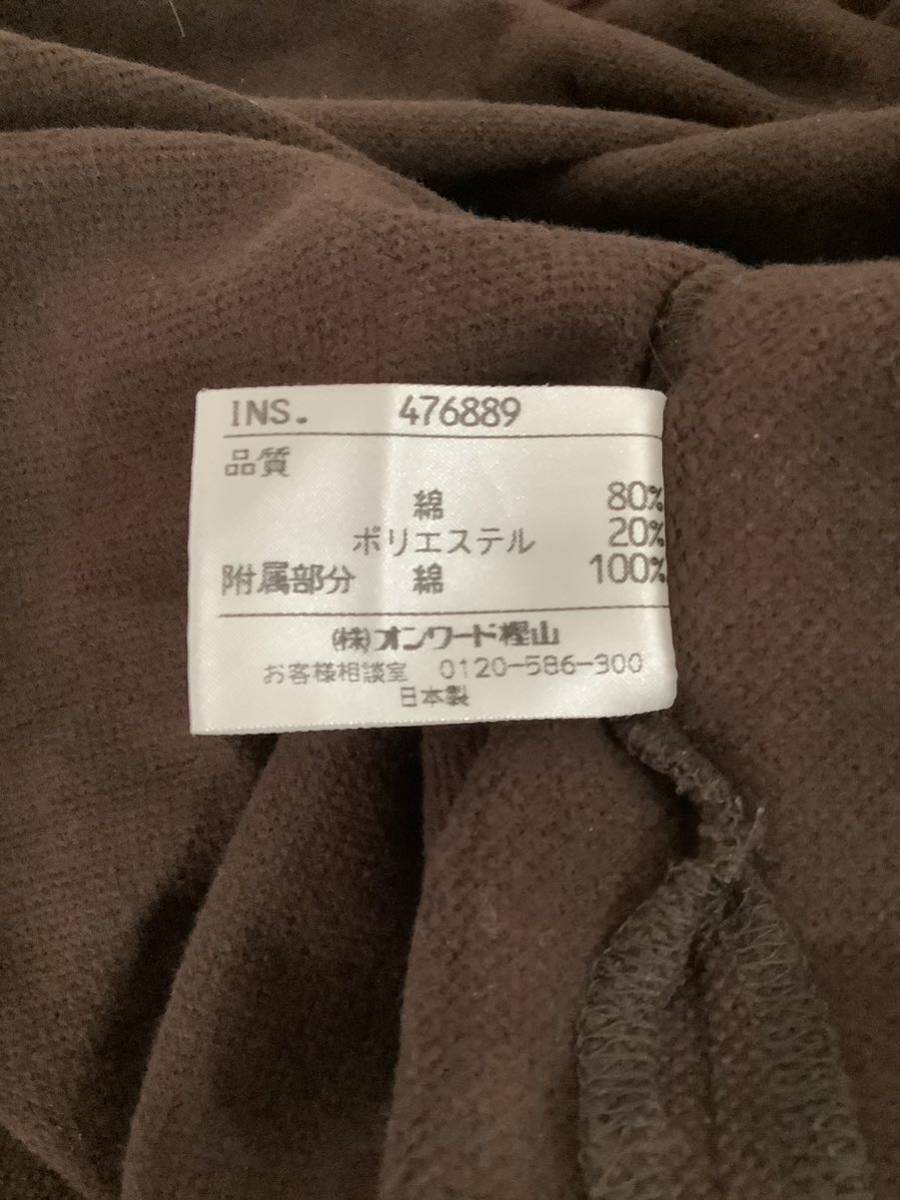 INS. 476889
品質
綿 80%
ポリエステル 20%
附属部分 綿 100%
(株)オンワード樫山
お客様相談室 0120-586-300
日本製